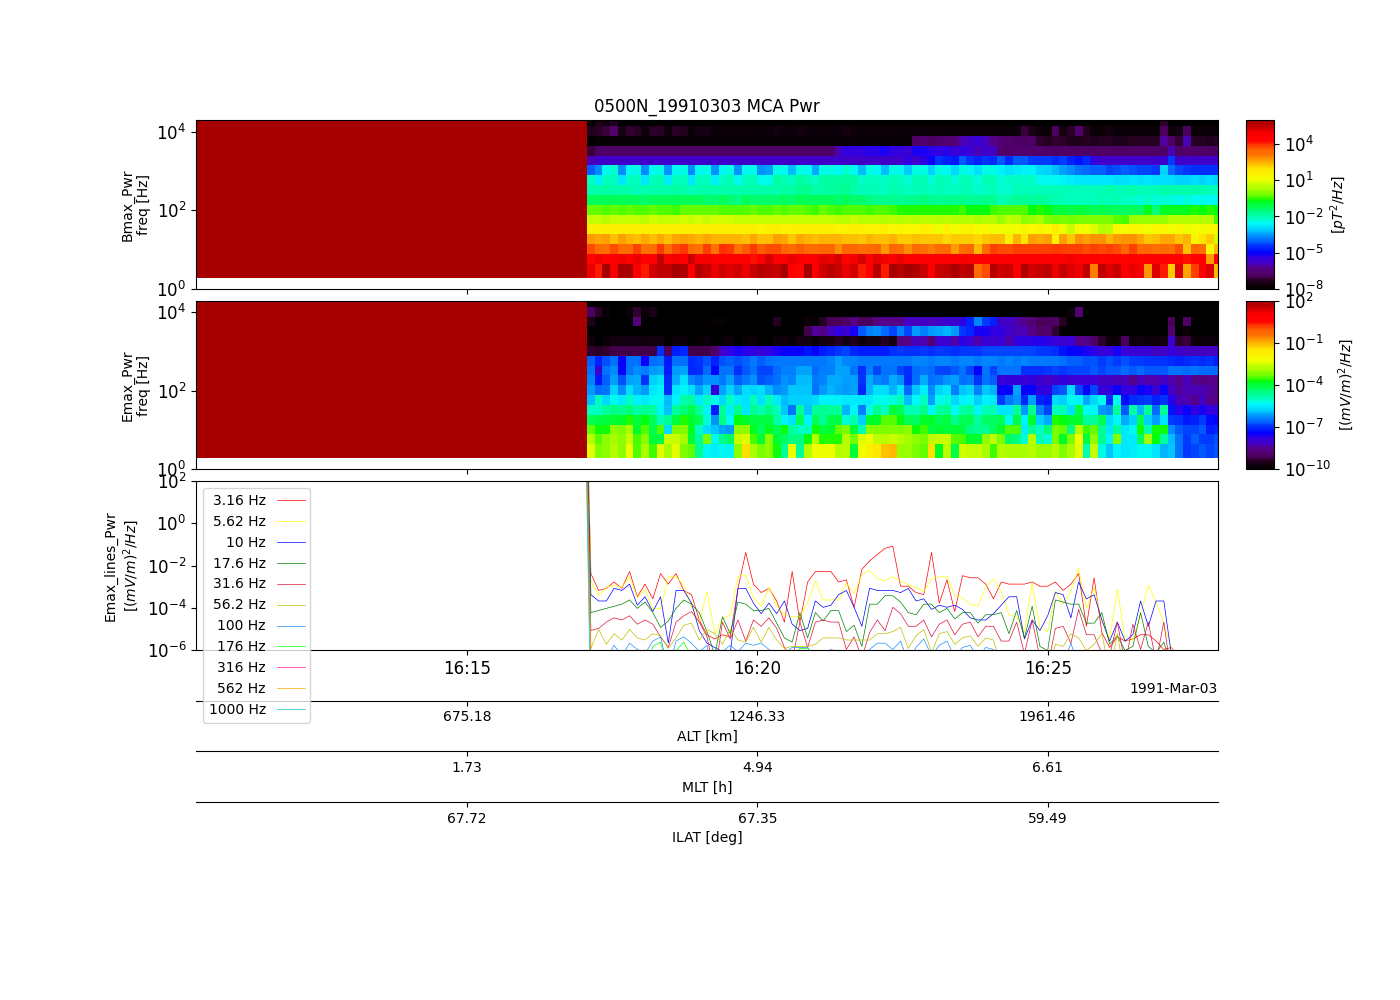 0500N_19910303 MCA Pwr
Bmax_Pwr
freq [Hz]
10^4
10^2
10^0
10^4
10^1
10^-2
10^-5
10^-8
[pT^2/Hz]
Emax_Pwr
freq [Hz]
10^4
10^2
10^0
10^2
10^-1
10^-4
10^-7
10^-10
[(mV/m)^2/Hz]
Emax_lines_Pwr
[(mV/m)^2/Hz]
10^2
10^0
10^-2
10^-4
10^-6
3.16 Hz
5.62 Hz
10 Hz
17.6 Hz
31.6 Hz
56.2 Hz
100 Hz
176 Hz
316 Hz
562 Hz
1000 Hz
16:15 16:20 16:25
1991-Mar-03
675.18 1246.33 1961.46
ALT [km]
1.73 4.94 6.61
MLT [h]
67.72 67.35 59.49
ILAT [deg]